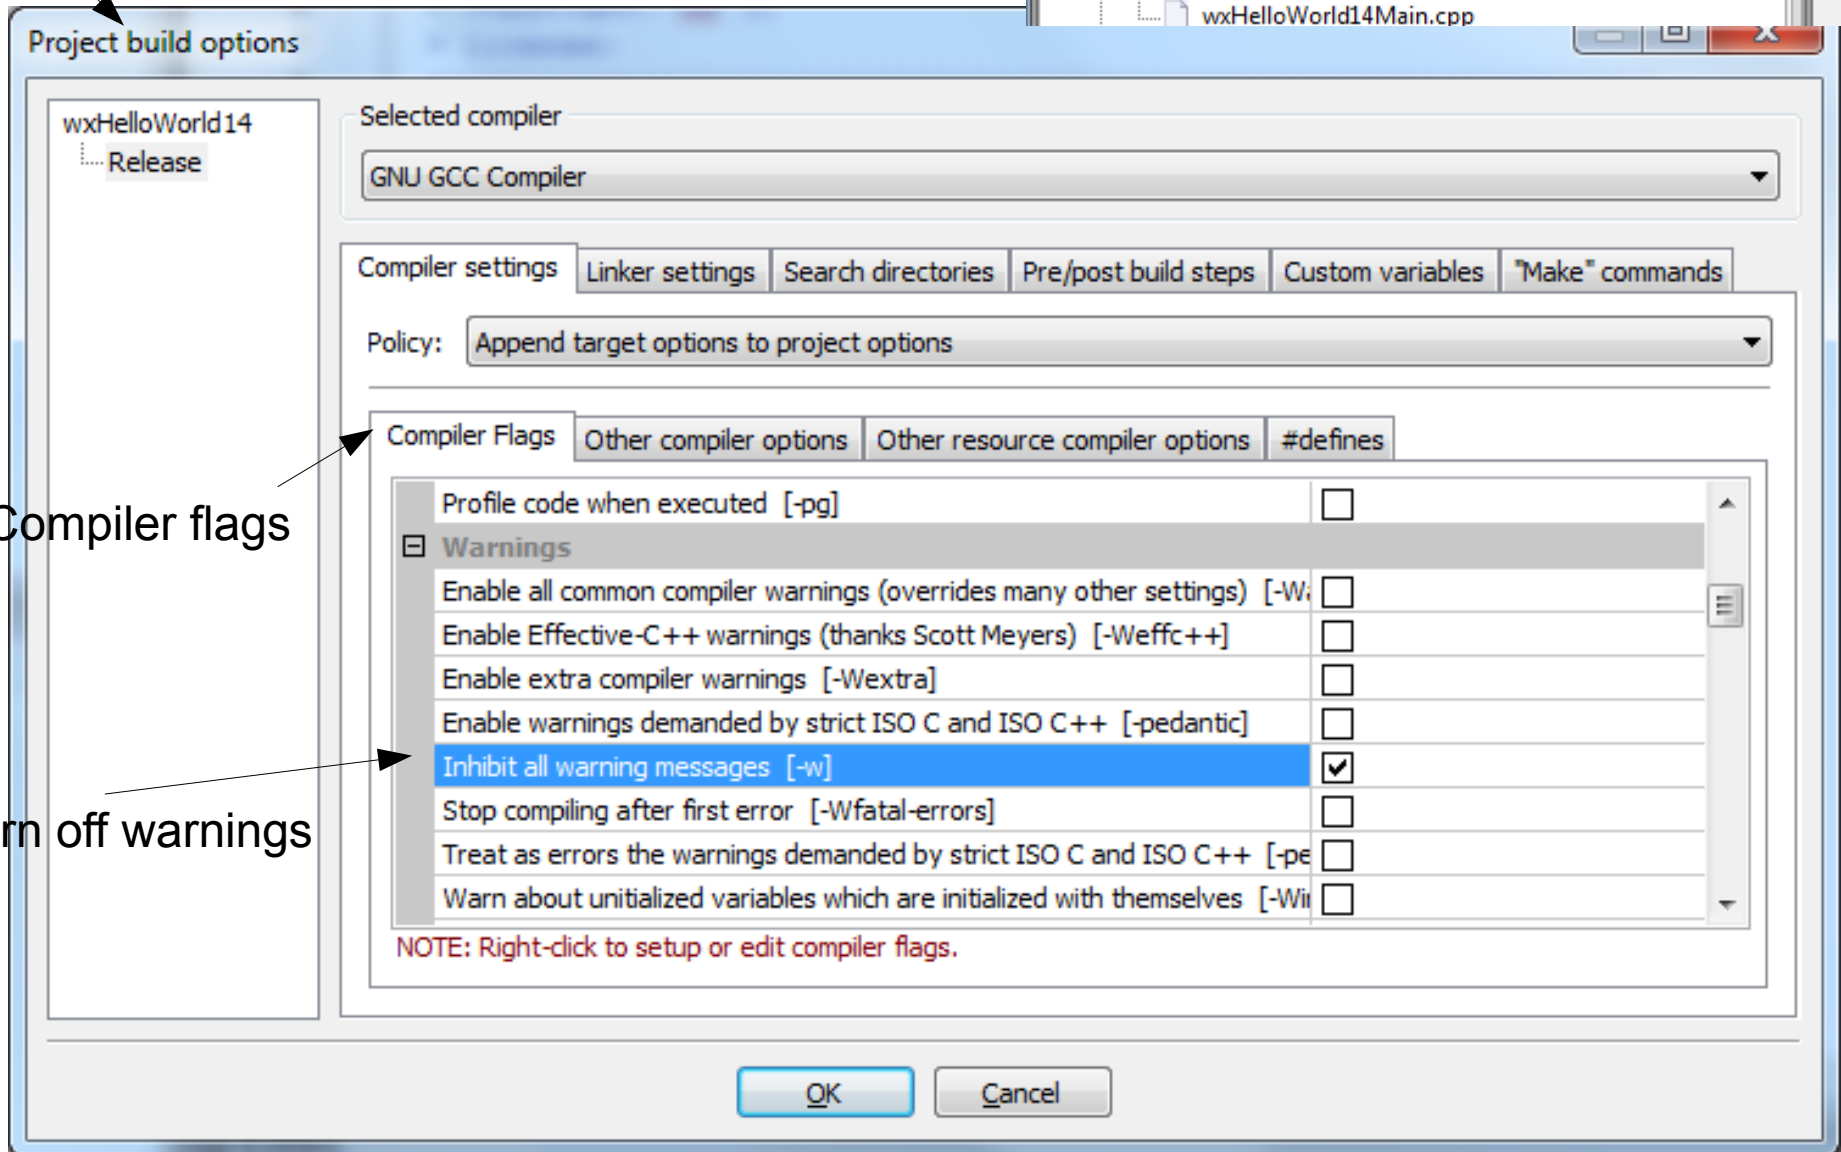 wxHelloWorld14Main.cpp
Project build options
wxHelloWorld14
Release
Selected compiler
GNU GCC Compiler
Compiler settings Linker settings Search directories Pre/post build steps Custom variables "Make" commands
Policy: Append target options to project options
Compiler Flags Other compiler options Other resource compiler options #defines
Compiler flags
Profile code when executed [-pg]
Warnings
Enable all common compiler warnings (overrides many other settings) [-Wa
Enable Effective-C++ warnings (thanks Scott Meyers) [-Weffc++]
Enable extra compiler warnings [-Wextra]
Enable warnings demanded by strict ISO C and ISO C++ [-pedantic]
Inhibit all warning messages [-w]
Stop compiling after first error [-Wfatal-errors]
rn off warnings
Treat as errors the warnings demanded by strict ISO C and ISO C++ [-pe
Warn about unitialized variables which are initialized with themselves [-Wi
NOTE: Right-click to setup or edit compiler flags.
OK Cancel